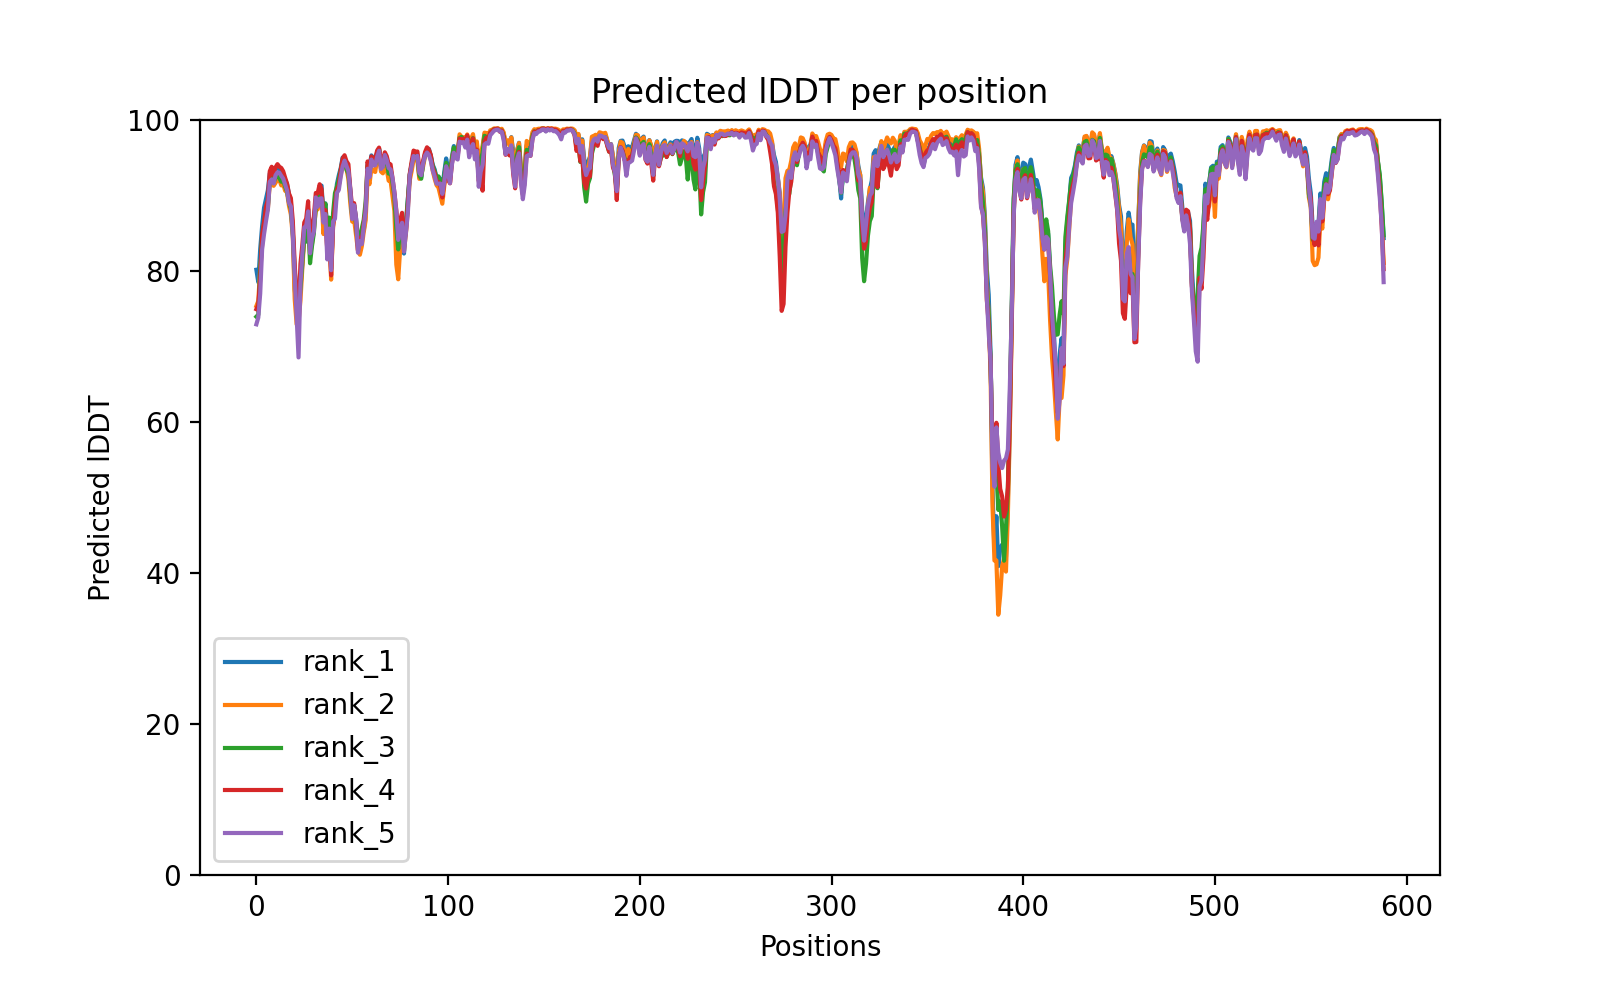 Predicted lDDT per position
100
80
60
40
20
0
Predicted lDDT
rank_1
rank_2
rank_3
rank_4
rank_5
0 100 200 300 400 500 600
Positions